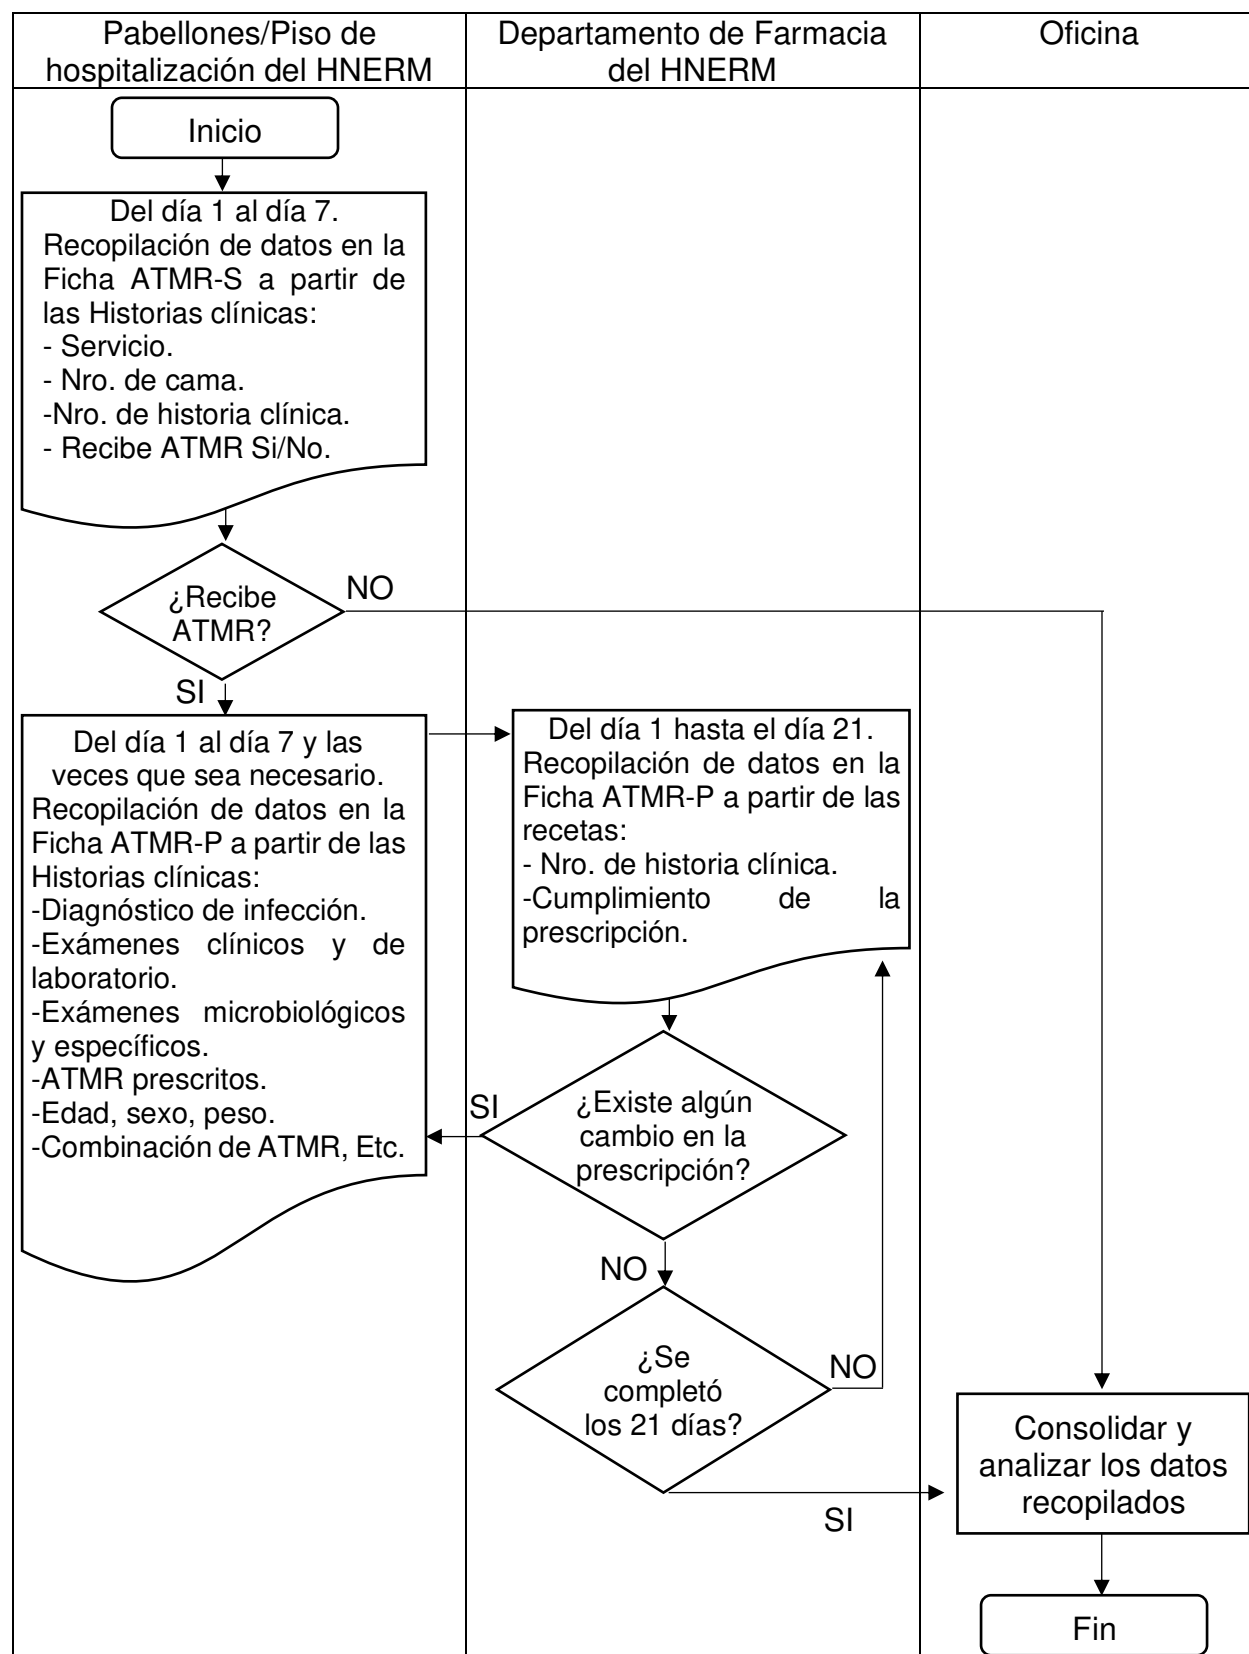 Pabellones/Piso de
hospitalización del HNERM
Departamento de Farmacia
del HNERM
Oficina
Inicio
Del día 1 al día 7.
Recopilación de datos en la
Ficha ATMR-S a partir de
las Historias clínicas:
- Servicio.
- Nro. de cama.
-Nro. de historia clínica.
- Recibe ATMR Si/No.
¿Recibe
ATMR?
NO
SI
Del día 1 al día 7 y las
veces que sea necesario.
Recopilación de datos en la
Ficha ATMR-P a partir de las
Historias clínicas:
-Diagnóstico de infección.
-Exámenes clínicos y de
laboratorio.
-Exámenes microbiológicos
y específicos.
-ATMR prescritos.
-Edad, sexo, peso.
-Combinación de ATMR, Etc.
Del día 1 hasta el día 21.
Recopilación de datos en la
Ficha ATMR-P a partir de las
recetas:
- Nro. de historia clínica.
-Cumplimiento de la
prescripción.
SI
¿Existe algún
cambio en la
prescripción?
NO
¿Se
completó
los 21 días?
NO
SI
Consolidar y
analizar los datos
recopilados
Fin